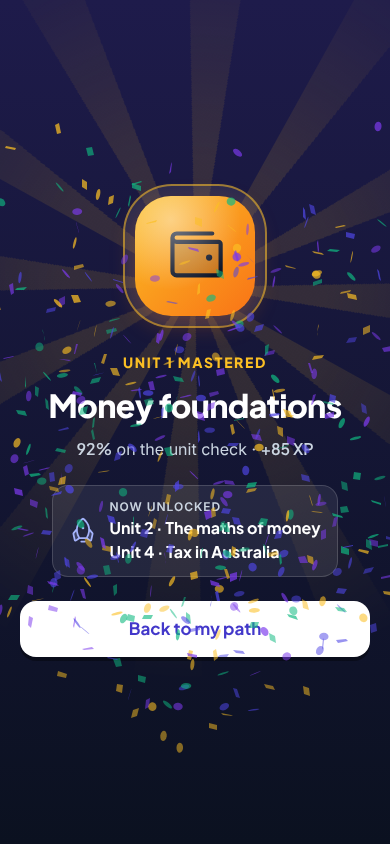 UNIT 1 MASTERED
Money foundations
92% on the unit check · +85 XP
NOW UNLOCKED
Unit 2 · The maths of money
Unit 4 · Tax in Australia
Back to my path